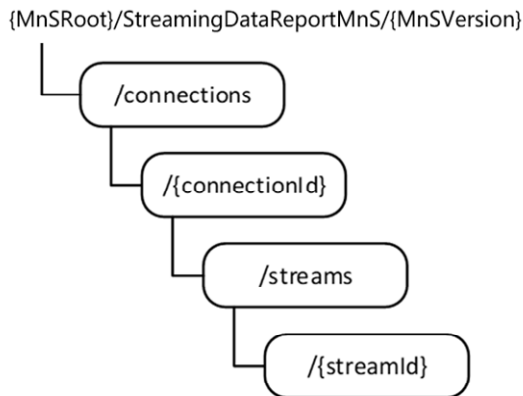 {MnSRoot}/StreamingDataReportMnS/{MnSVersion}
/connections
/{connectionId}
/streams
/{streamId}